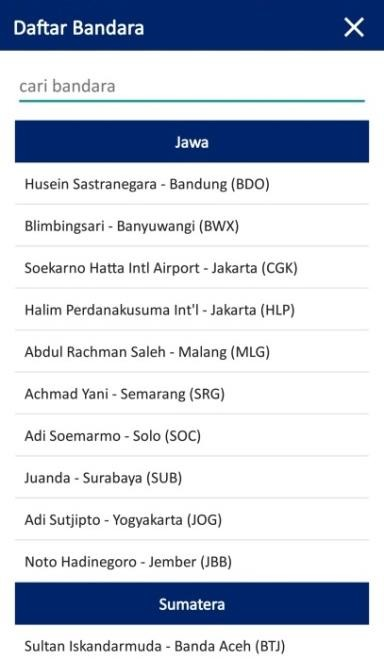 Daftar Bandara
cari bandara
Jawa
Husein Sastranegara - Bandung (BDO)
Blimbingsari - Banyuwangi (BWX)
Soekarno Hatta Intl Airport - Jakarta (CGK)
Halim Perdanakusuma Int'l - Jakarta (HLP)
Abdul Rachman Saleh - Malang (MLG)
Achmad Yani - Semarang (SRG)
Adi Soemarmo - Solo (SOC)
Juanda - Surabaya (SUB)
Adi Sutjipto - Yogyakarta (JOG)
Noto Hadinegoro - Jember (JBB)
Sumatera
Sultan Iskandarmuda - Banda Aceh (BTJ)